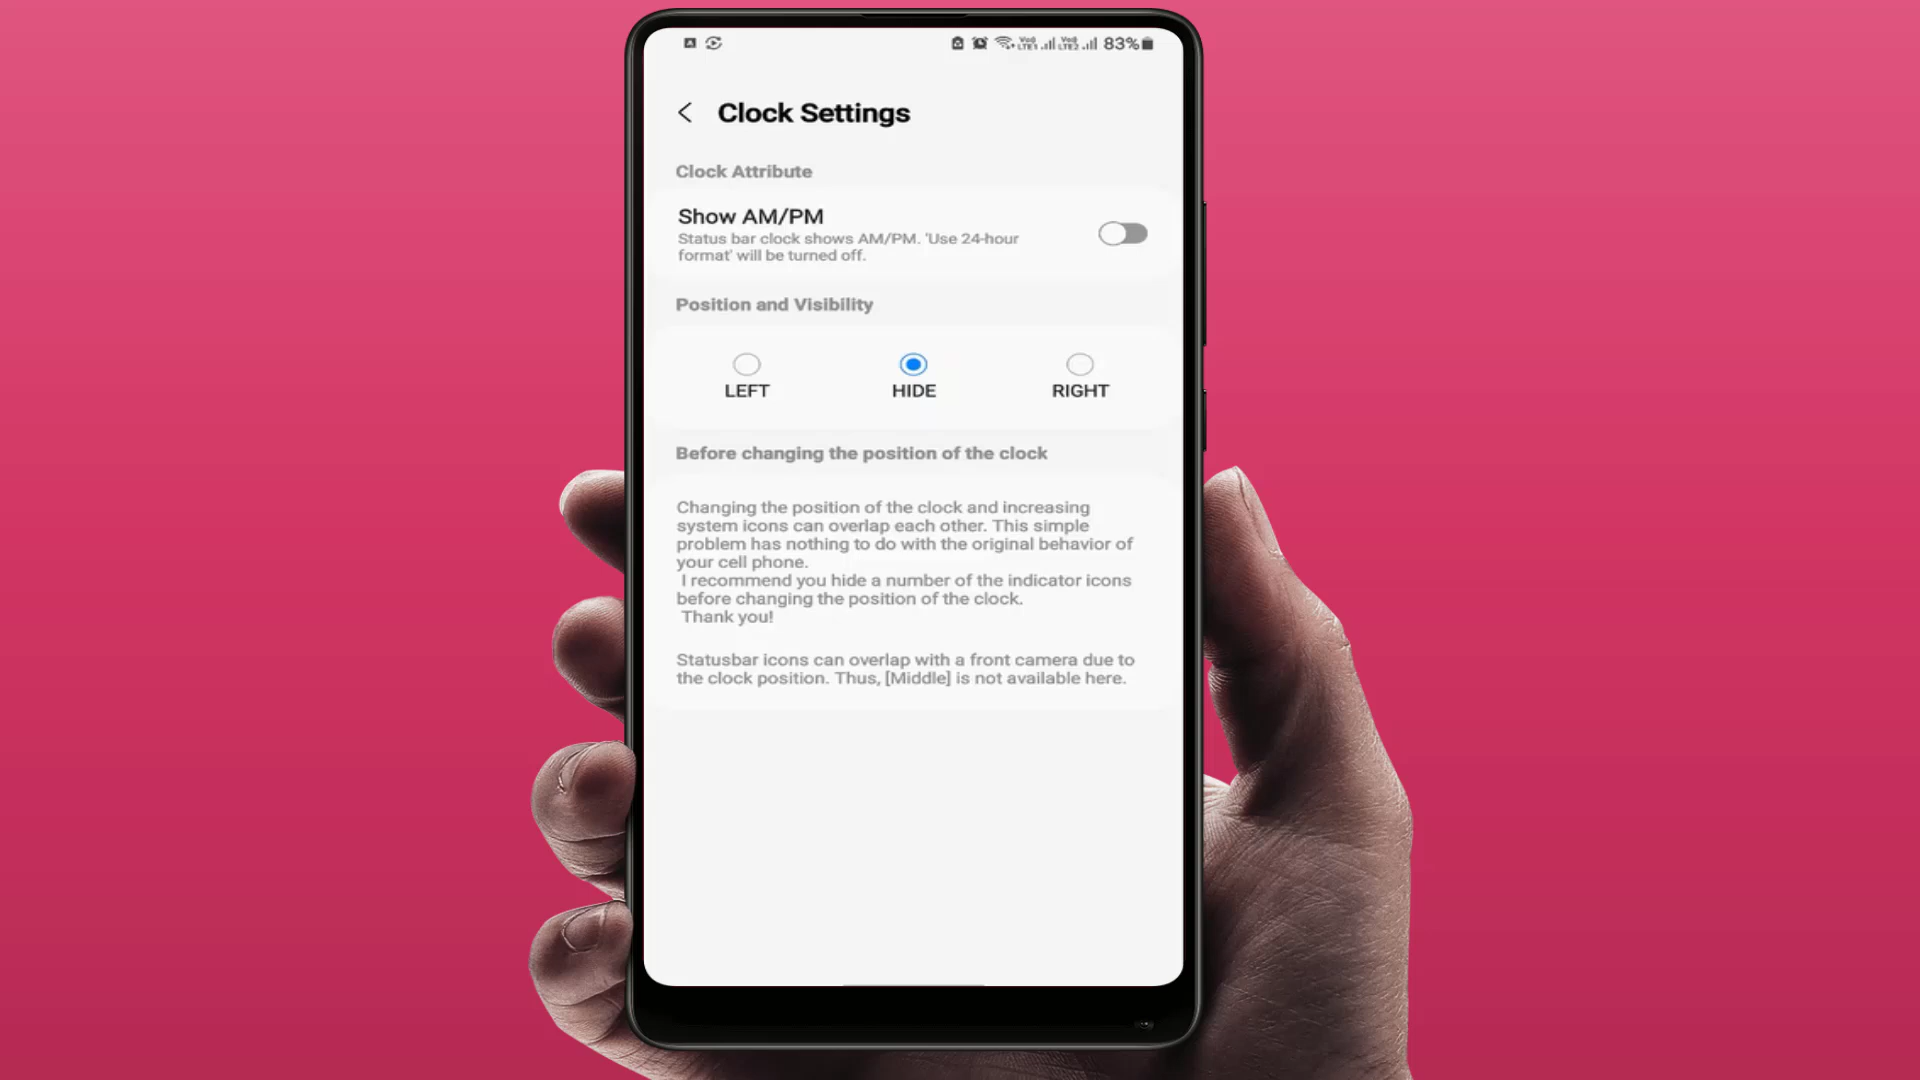 Vo) LTE1 Vo) LTE2 83%
Clock Settings
Clock Attribute
Show AM/PM
Status bar clock shows AM/PM. 'Use 24-hour
format' will be turned off.
Position and Visibility
LEFT HIDE RIGHT
Before changing the position of the clock
Changing the position of the clock and increasing
system icons can overlap each other. This simple
problem has nothing to do with the original behavior of
your cell phone.
I recommend you hide a number of the indicator icons
before changing the position of the clock.
Thank you!
Statusbar icons can overlap with a front camera due to
the clock position. Thus, [Middle] is not available here.